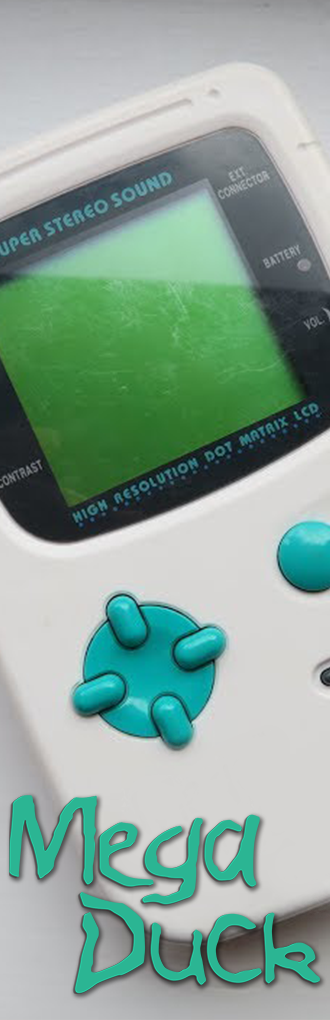 UPER STEREO SOUND
EXT.
CONNECTOR
BATTERY
VOL
CONTRAST
HIGH RESOLUTION DOT MATRIX LCD
Mega
Duck